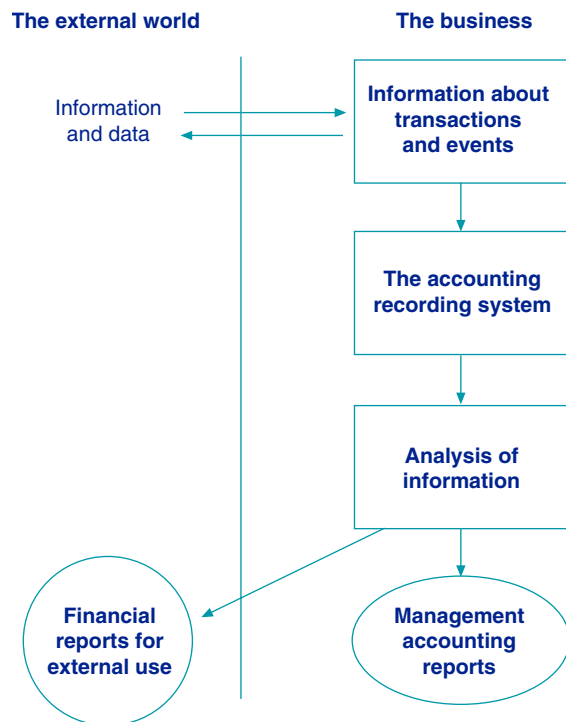 The external world
The business
Information
and data
Information about
transactions
and events
The accounting
recording system
Analysis of
information
Financial
reports for
external use
Management
accounting
reports